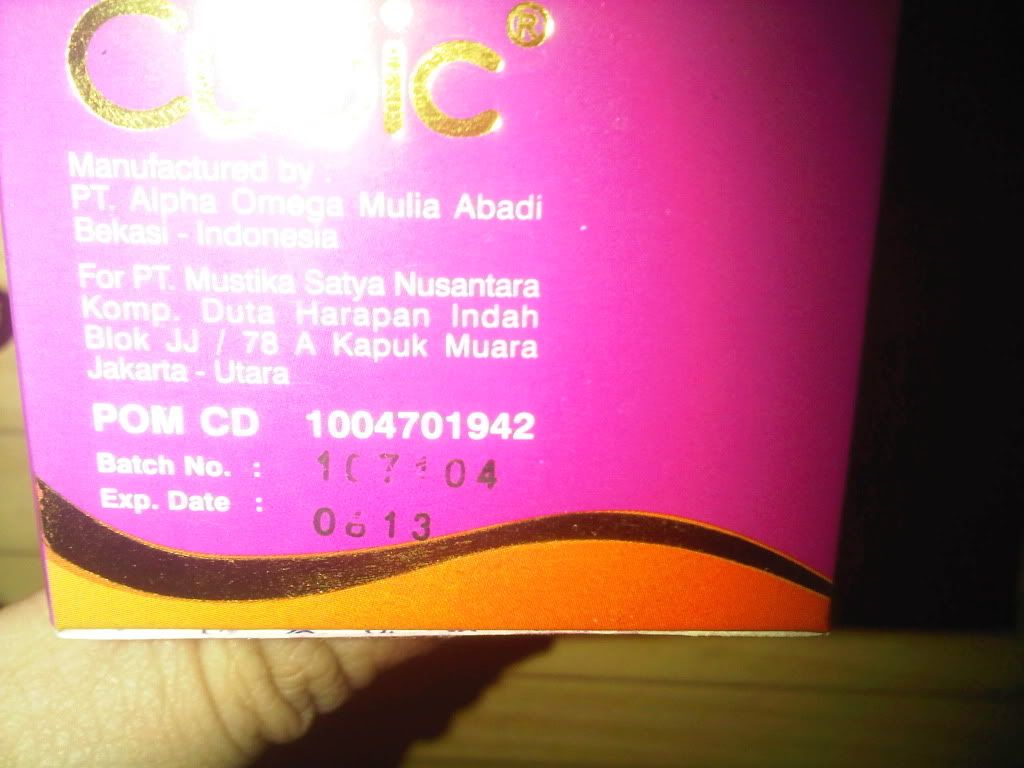 Manufactured by :
PT. Alpha Omega Mulia Abadi
Bekasi - Indonesia
For PT. Mustika Satya Nusantara
Komp. Duta Harapan Indah
Blok JJ / 78 A Kapuk Muara
Jakarta - Utara
POM CD 1004701942
Batch No. : 107104
Exp. Date :
0613